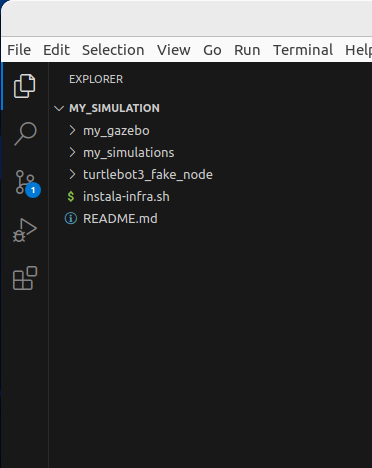 File Edit Selection View Go Run Terminal Help
EXPLORER
MY_SIMULATION
my_gazebo
my_simulations
turtlebot3_fake_node
$ instala-infra.sh
README.md
1